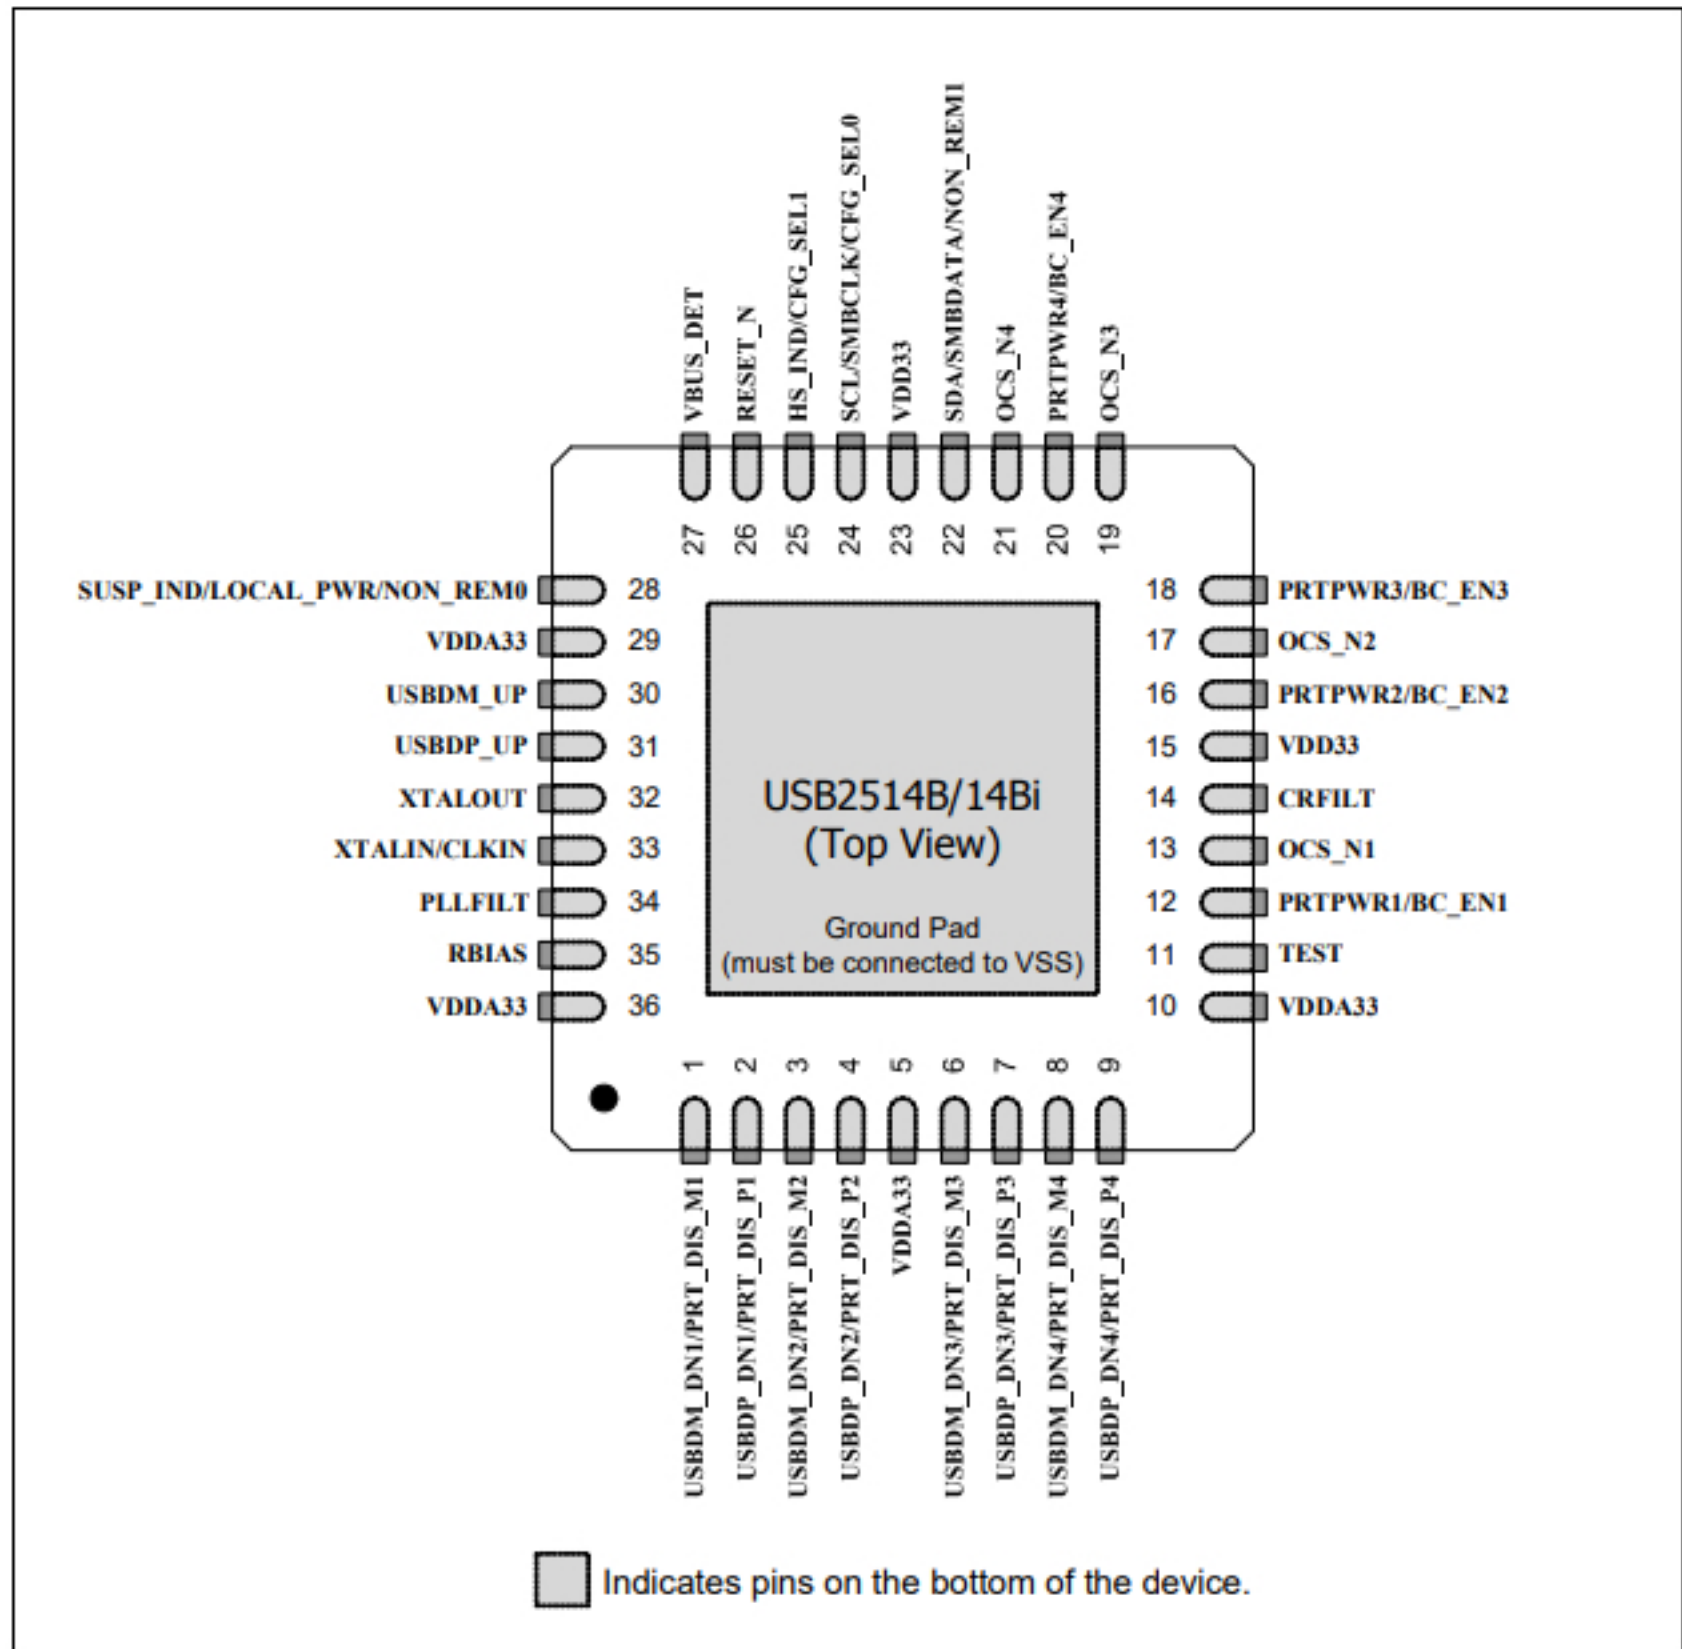 VBUS_DET
RESET_N
HS_IND/CFG_SEL1
SCL/SMBCLK/CFG_SEL0
VDD33
SDA/SMBDATA/NON_REM1
OCS_N4
PRTPWR4/BC_EN4
OCS_N3
27
26
25
24
23
22
21
20
19
SUSP_IND/LOCAL_PWR/NON_REM0 28
VDDA33 29
USBDM_UP 30
USBDP_UP 31
XTALOUT 32
XTALIN/CLKIN 33
PLLFILT 34
RBIAS 35
VDDA33 36
USB2514B/14Bi
(Top View)
Ground Pad
(must be connected to VSS)
18 PRTPWR3/BC_EN3
17 OCS_N2
16 PRTPWR2/BC_EN2
15 VDD33
14 CRFILT
13 OCS_N1
12 PRTPWR1/BC_EN1
11 TEST
10 VDDA33
1
2
3
4
5
6
7
8
9
USBDM_DN1/PRT_DIS_M1
USBDP_DN1/PRT_DIS_P1
USBDM_DN2/PRT_DIS_M2
USBDP_DN2/PRT_DIS_P2
VDDA33
USBDM_DN3/PRT_DIS_M3
USBDP_DN3/PRT_DIS_P3
USBDM_DN4/PRT_DIS_M4
USBDP_DN4/PRT_DIS_P4
Indicates pins on the bottom of the device.